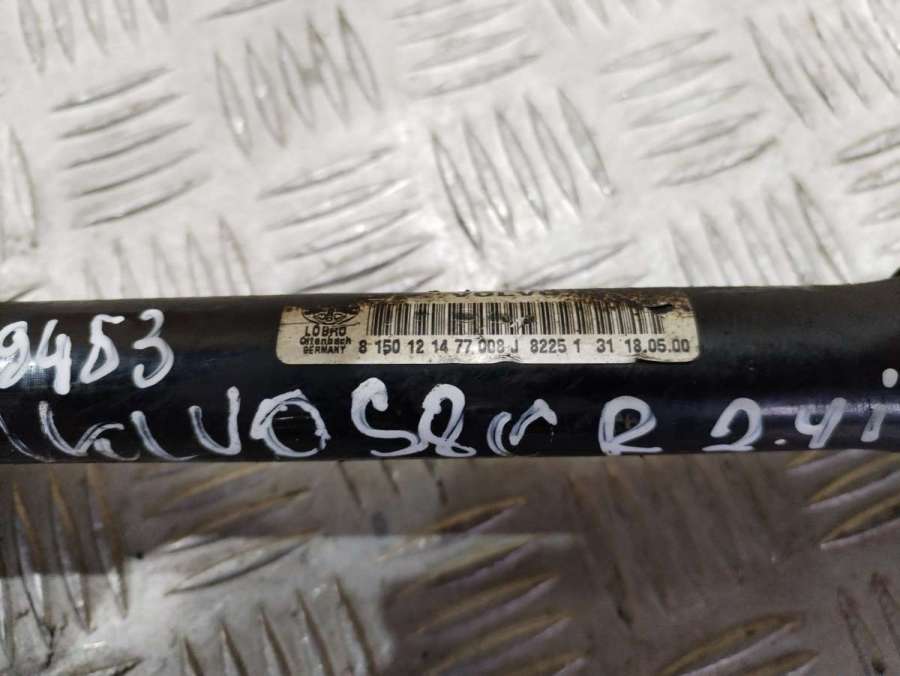 VOLVO
LÖBRO
Offenbach
GERMANY
8 150 12 14 77.008 J 8225 1 31 18.05.00
9453
VOLVO S80 R 2.4i